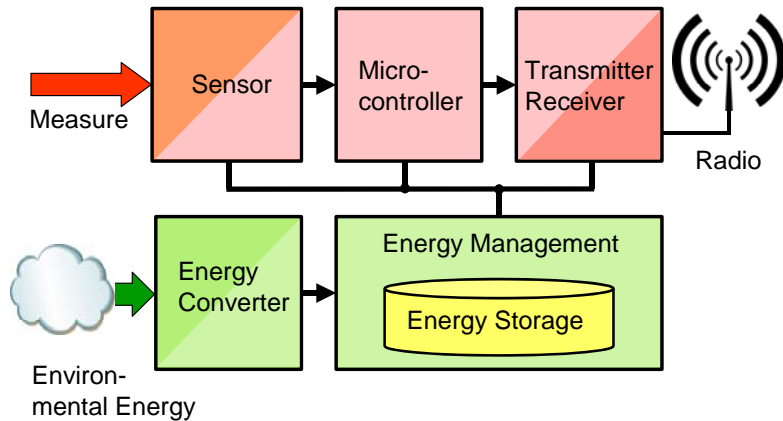 Sensor
Micro-
controller
Transmitter
Receiver
Measure
Radio
Energy
Converter
Energy Management
Energy Storage
Environ-
mental Energy